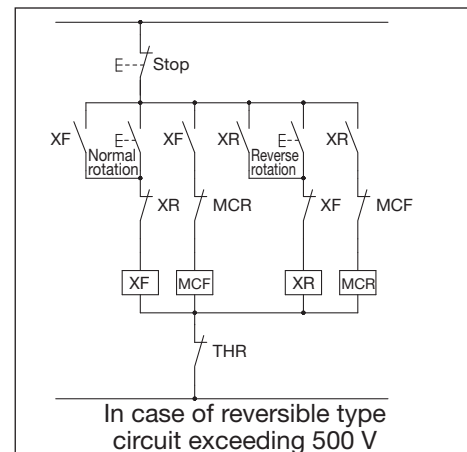 Stop
XF
Normal
rotation
XF
XR
Reverse
rotation
XR
XR
MCR
XF
MCF
XF
MCF
XR
MCR
THR
In case of reversible type
circuit exceeding 500 V